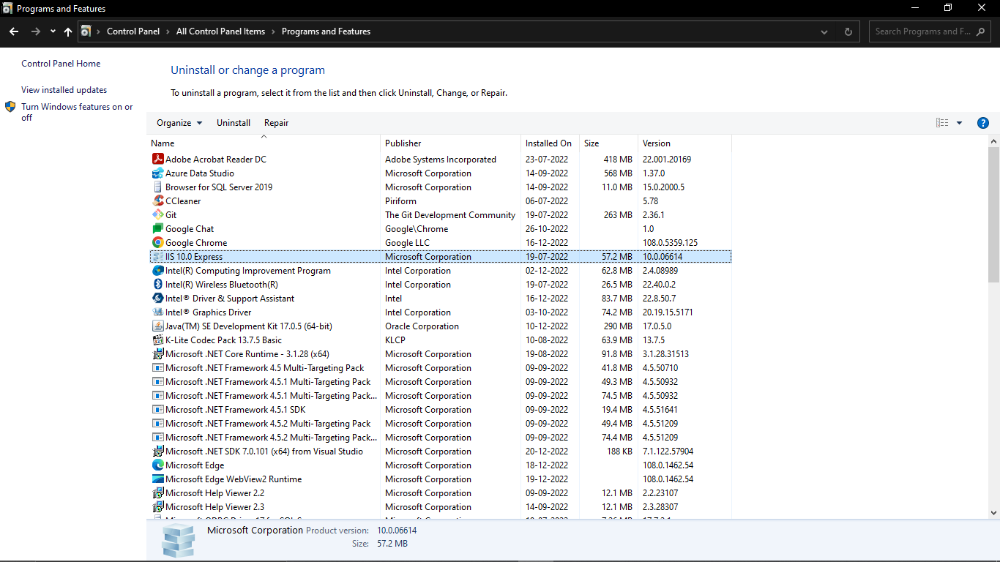 Programs and Features
Control Panel > All Control Panel Items > Programs and Features
Search Programs and F...
Control Panel Home
View installed updates
Turn Windows features on or
off
Uninstall or change a program
To uninstall a program, select it from the list and then click Uninstall, Change, or Repair.
Organize Uninstall Repair
Name Publisher Installed On Size Version
Adobe Acrobat Reader DC Adobe Systems Incorporated 23-07-2022 418 MB 22.001.20169
Azure Data Studio Microsoft Corporation 14-09-2022 568 MB 1.37.0
Browser for SQL Server 2019 Microsoft Corporation 14-09-2022 11.0 MB 15.0.2000.5
CCleaner Piriform 06-07-2022 5.78
Git The Git Development Community 19-07-2022 263 MB 2.36.1
Google Chat Google\Chrome 26-10-2022 1.0
Google Chrome Google LLC 16-12-2022 108.0.5359.125
IIS 10.0 Express Microsoft Corporation 19-07-2022 57.2 MB 10.0.06614
Intel(R) Computing Improvement Program Intel Corporation 02-12-2022 62.8 MB 2.4.08989
Intel(R) Wireless Bluetooth(R) Intel Corporation 19-07-2022 26.5 MB 22.40.0.2
Intel® Driver & Support Assistant Intel 16-12-2022 83.7 MB 22.8.50.7
Intel® Graphics Driver Intel Corporation 03-10-2022 74.2 MB 20.19.15.5171
Java(TM) SE Development Kit 17.0.5 (64-bit) Oracle Corporation 10-12-2022 290 MB 17.0.5.0
K-Lite Codec Pack 13.7.5 Basic KLCP 10-08-2022 63.9 MB 13.7.5
Microsoft .NET Core Runtime - 3.1.28 (x64) Microsoft Corporation 19-08-2022 91.8 MB 3.1.28.31513
Microsoft .NET Framework 4.5 Multi-Targeting Pack Microsoft Corporation 09-09-2022 41.8 MB 4.5.50710
Microsoft .NET Framework 4.5.1 Multi-Targeting Pack Microsoft Corporation 09-09-2022 49.3 MB 4.5.50932
Microsoft .NET Framework 4.5.1 Multi-Targeting Pack... Microsoft Corporation 09-09-2022 74.5 MB 4.5.50932
Microsoft .NET Framework 4.5.1 SDK Microsoft Corporation 09-09-2022 19.4 MB 4.5.51641
Microsoft .NET Framework 4.5.2 Multi-Targeting Pack Microsoft Corporation 09-09-2022 49.4 MB 4.5.51209
Microsoft .NET Framework 4.5.2 Multi-Targeting Pack... Microsoft Corporation 09-09-2022 74.4 MB 4.5.51209
Microsoft .NET SDK 7.0.101 (x64) from Visual Studio Microsoft Corporation 20-12-2022 188 KB 7.1.122.57904
Microsoft Edge Microsoft Corporation 18-12-2022 108.0.1462.54
Microsoft Edge WebView2 Runtime Microsoft Corporation 19-12-2022 108.0.1462.54
Microsoft Help Viewer 2.2 Microsoft Corporation 09-09-2022 12.1 MB 2.2.23107
Microsoft Help Viewer 2.3 Microsoft Corporation 14-09-2022 12.1 MB 2.3.28307
Microsoft Corporation Product version: 10.0.06614
Size: 57.2 MB